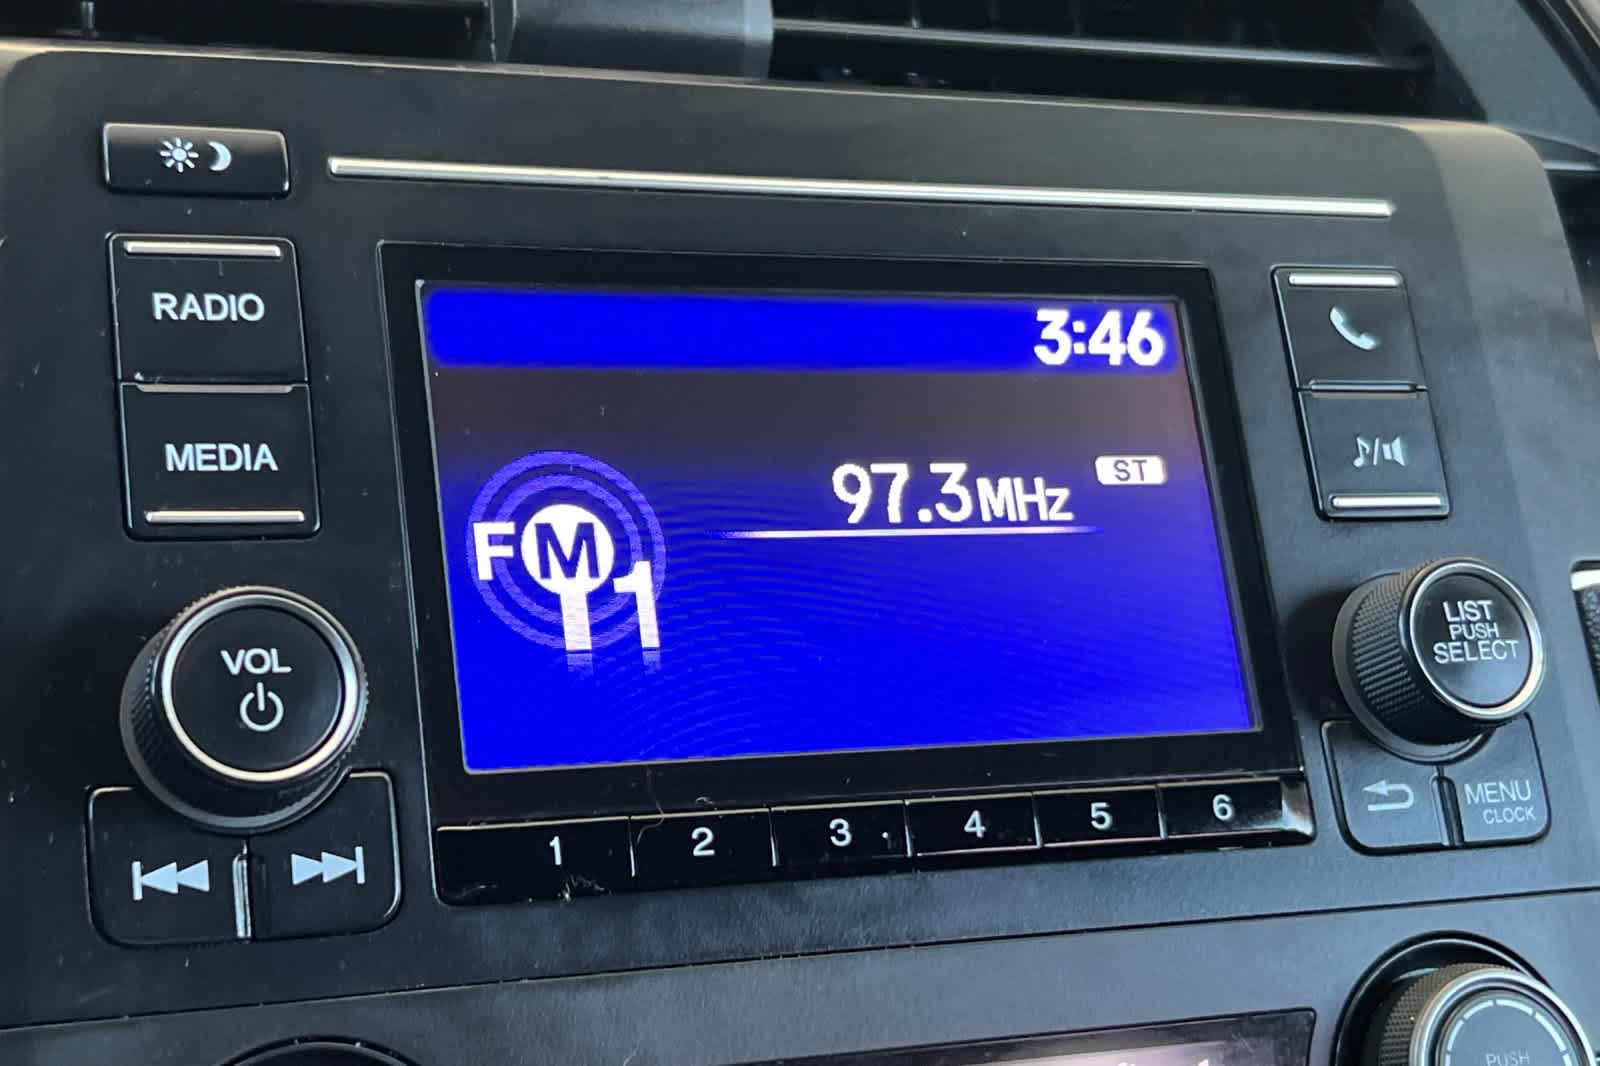 RADIO
MEDIA
VOL
3:46
97.3MHz
ST
FM
1
LIST
PUSH
SELECT
MENU
CLOCK
1 2 3 4 5 6
PUSH